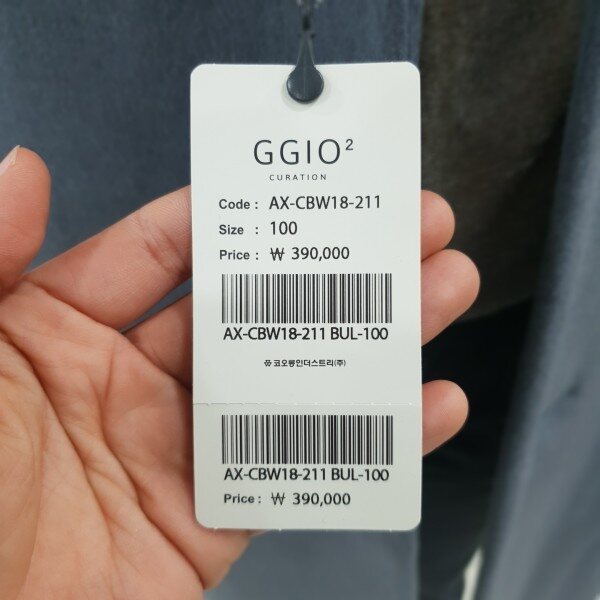 GGIO²
CURATION
Code : AX-CBW18-211
Size : 100
Price : ₩ 390,000
AX-CBW18-211 BUL-100
코오롱인더스트리(주)
AX-CBW18-211 BUL-100
Price : ₩ 390,000